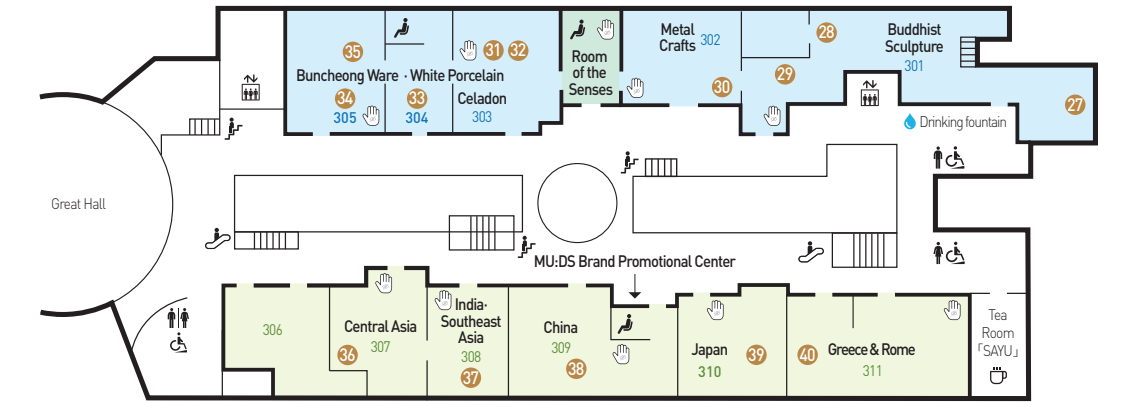 35
31
32
Buncheong Ware · White Porcelain
34
33
Celadon
305
304
303
Room
of the
Senses
Metal
Crafts 302
30
28
29
Buddhist
Sculpture
301
27
Drinking fountain
Great Hall
MU:DS Brand Promotional Center
306
Central Asia
307
36
India·
Southeast
Asia
308
37
China
309
38
Japan
310
39
40
Greece & Rome
311
Tea
Room
「SAYU」